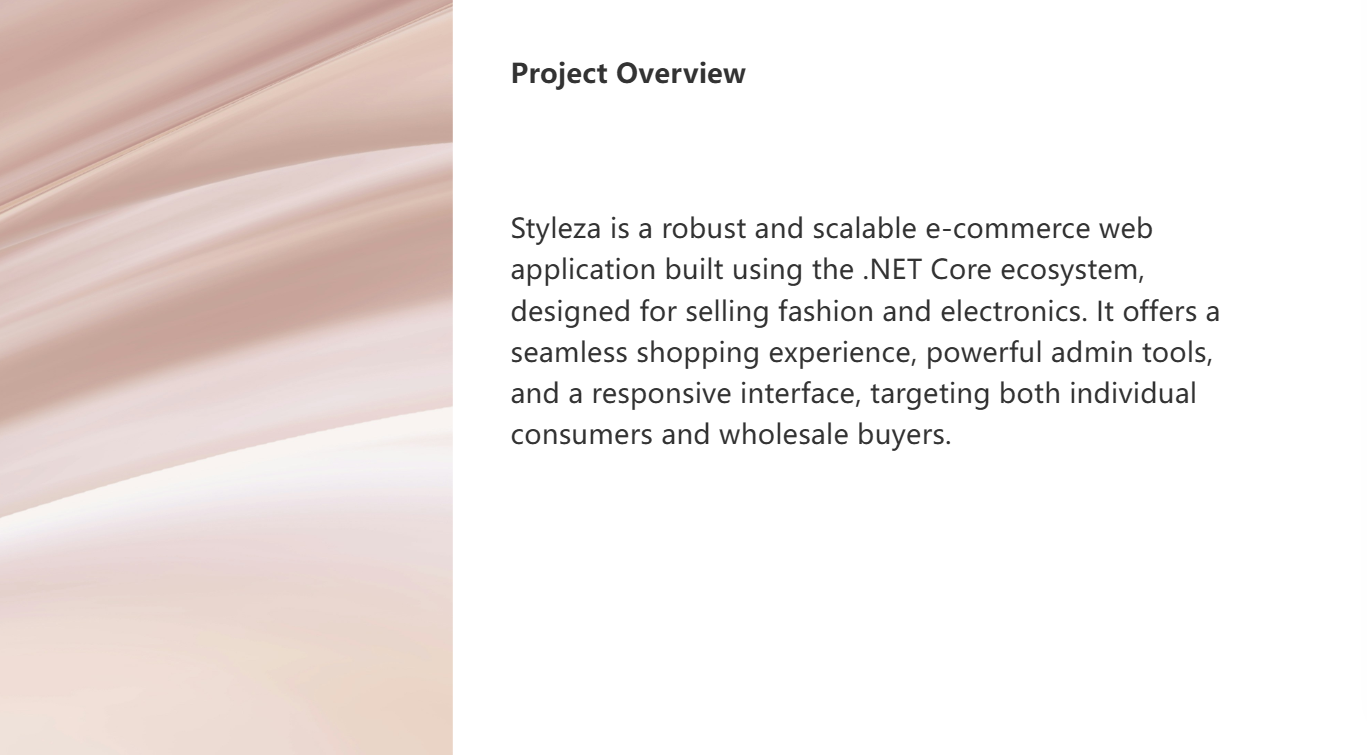 Project Overview
Styleza is a robust and scalable e-commerce web
application built using the .NET Core ecosystem,
designed for selling fashion and electronics. It offers a
seamless shopping experience, powerful admin tools,
and a responsive interface, targeting both individual
consumers and wholesale buyers.